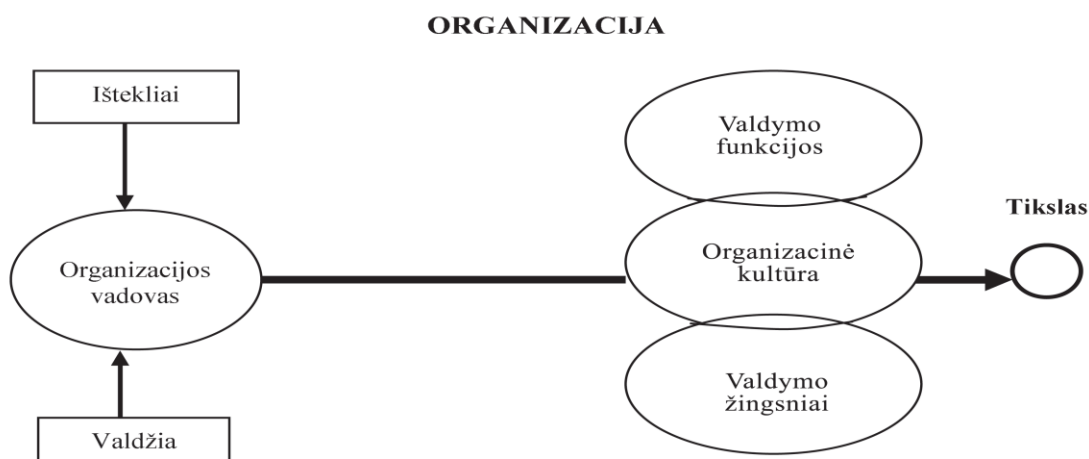 ORGANIZACIJA
Ištekliai
Valdymo
funkcijos
Tikslas
Organizacijos
vadovas
Organizacinė
kultūra
Valdymo
žingsniai
Valdžia